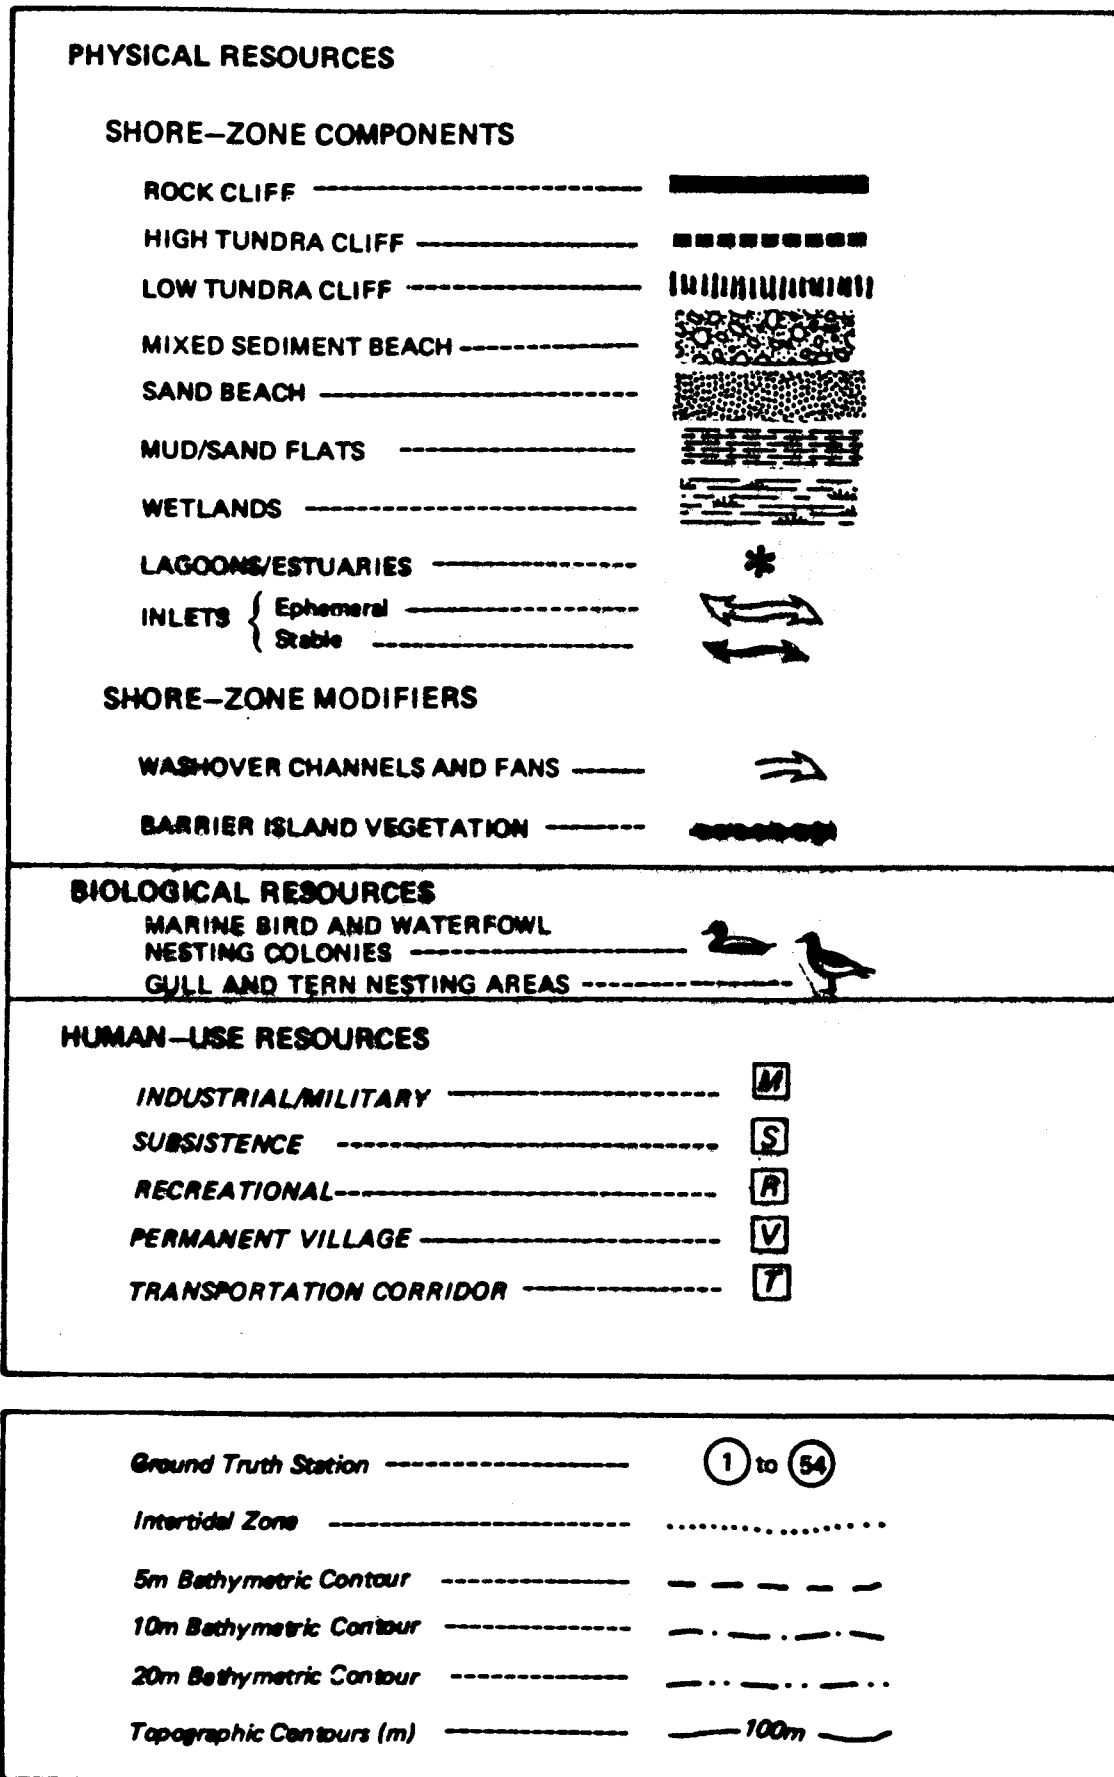 PHYSICAL RESOURCES
SHORE–ZONE COMPONENTS
ROCK CLIFF
HIGH TUNDRA CLIFF
LOW TUNDRA CLIFF
MIXED SEDIMENT BEACH
SAND BEACH
MUD/SAND FLATS
WETLANDS
LAGOONS/ESTUARIES
INLETS { Ephemeral
Stable
SHORE–ZONE MODIFIERS
WASHOVER CHANNELS AND FANS
BARRIER ISLAND VEGETATION
BIOLOGICAL RESOURCES
MARINE BIRD AND WATERFOWL
NESTING COLONIES
GULL AND TERN NESTING AREAS
HUMAN–USE RESOURCES
INDUSTRIAL/MILITARY M
SUBSISTENCE S
RECREATIONAL R
PERMANENT VILLAGE V
TRANSPORTATION CORRIDOR T
Ground Truth Station 1 to 54
Intertidal Zone
5m Bathymetric Contour
10m Bathymetric Contour
20m Bathymetric Contour
Topographic Contours (m) 100m